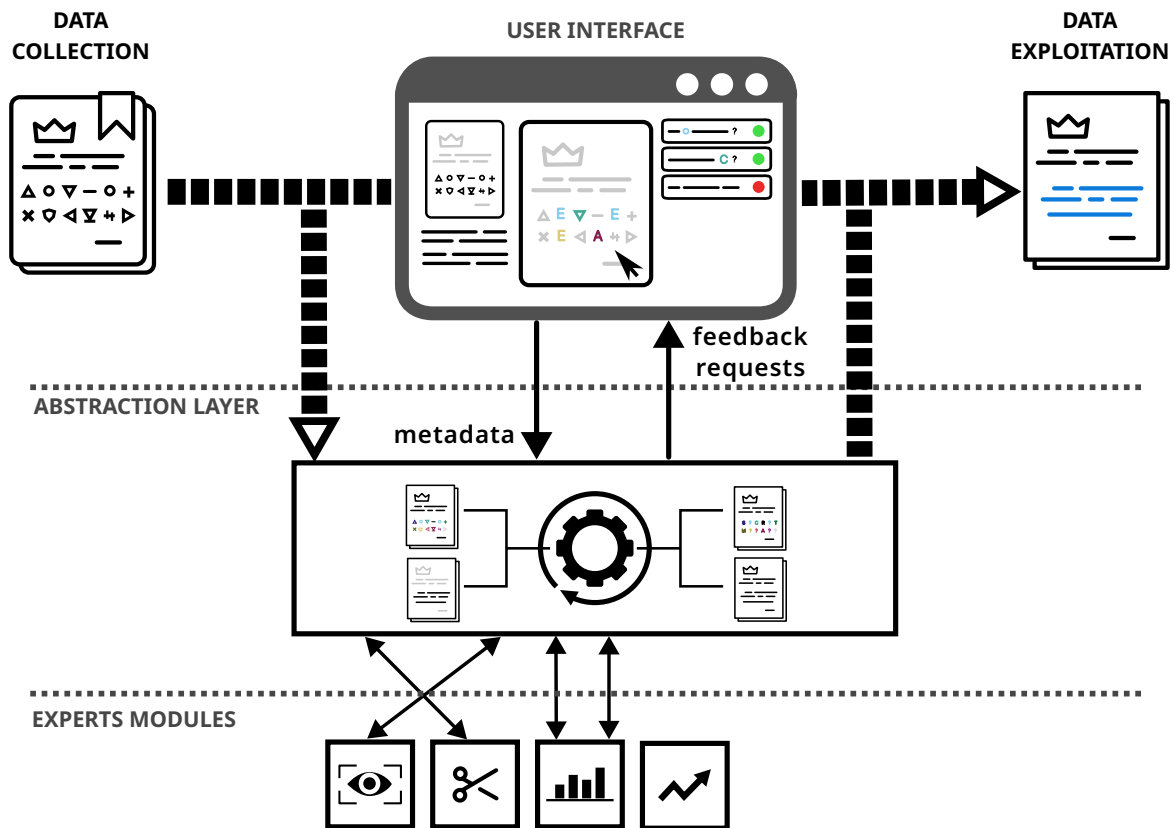 DATA
COLLECTION
USER INTERFACE
DATA
EXPLOITATION
?
C ?
E E
E A
feedback
requests
ABSTRACTION LAYER
metadata
EXPERTS MODULES